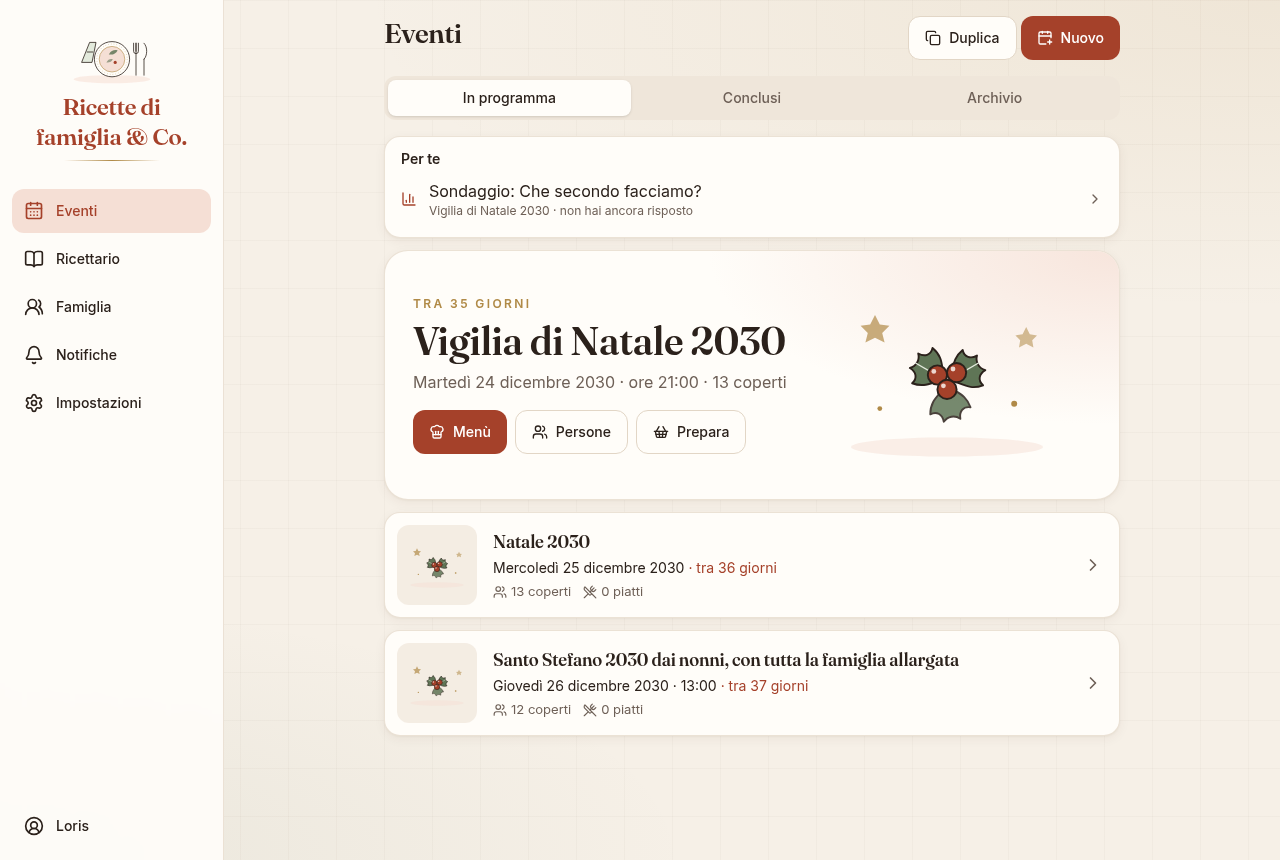 Ricette di
famiglia & Co.
Eventi
Ricettario
Famiglia
Notifiche
Impostazioni
Loris
Eventi
Duplica
Nuovo
In programma
Conclusi
Archivio
Per te
Sondaggio: Che secondo facciamo?
Vigilia di Natale 2030 · non hai ancora risposto
TRA 35 GIORNI
Vigilia di Natale 2030
Martedì 24 dicembre 2030 · ore 21:00 · 13 coperti
Menù
Persone
Prepara
Natale 2030
Mercoledì 25 dicembre 2030 · tra 36 giorni
13 coperti 0 piatti
Santo Stefano 2030 dai nonni, con tutta la famiglia allargata
Giovedì 26 dicembre 2030 · 13:00 · tra 37 giorni
12 coperti 0 piatti